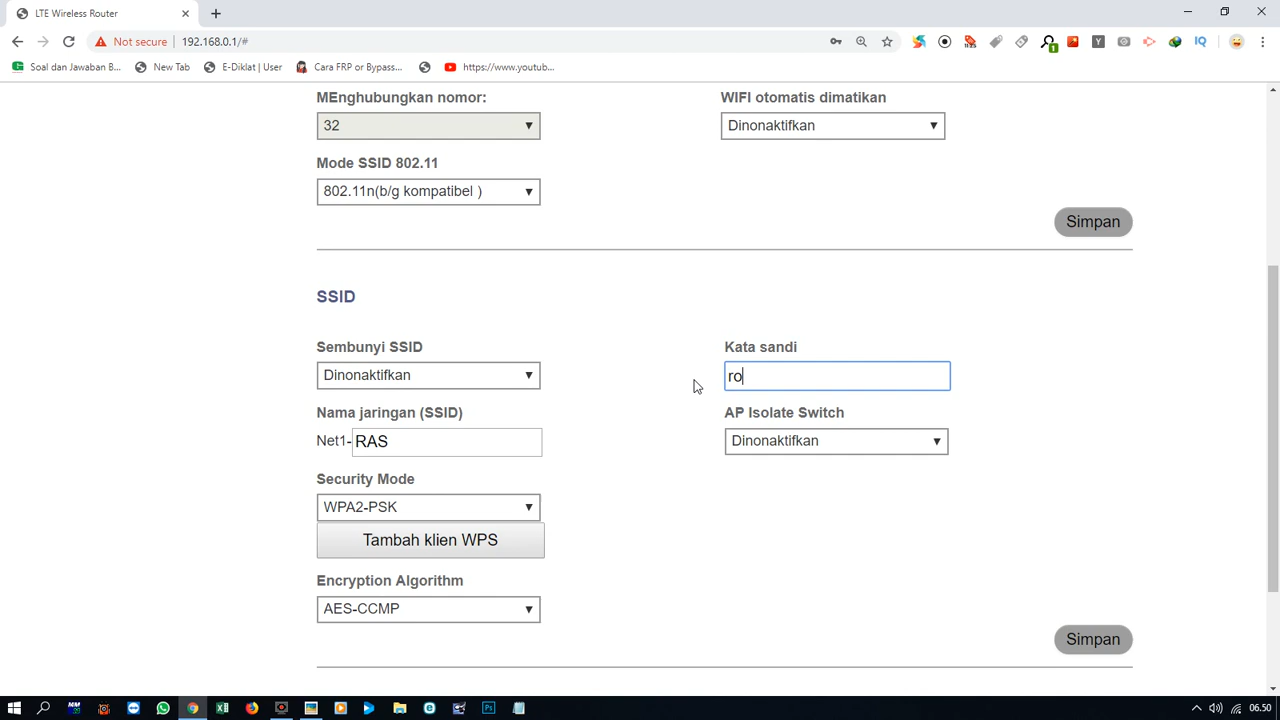 LTE Wireless Router
Not secure
192.168.0.1/#
Soal dan Jawaban B...
New Tab
E-Diklat | User
Cara FRP or Bypass...
https://www.youtub...
MEnghubungkan nomor:
WIFI otomatis dimatikan
32
Dinonaktifkan
Mode SSID 802.11
802.11n(b/g kompatibel )
Simpan
SSID
Sembunyi SSID
Kata sandi
Dinonaktifkan
ro
Nama jaringan (SSID)
AP Isolate Switch
Net1-
RAS
Dinonaktifkan
Security Mode
WPA2-PSK
Tambah klien WPS
Encryption Algorithm
AES-CCMP
Simpan
06.50